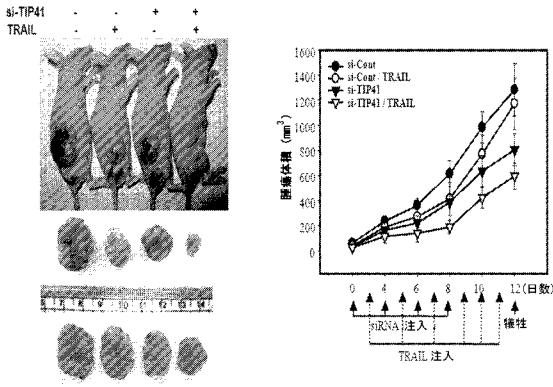 si-TIP41 - - + +
TRAIL - + - +
1600
1400
1200
1000
800
600
400
200
0
腫瘍体積 (mm³)
si-Cont
si-Cont / TRAIL
si-TIP41
si-TIP41 / TRAIL
0 4 6 8 10 12 (日数)
siRNA 注入
犠牲
TRAIL 注入